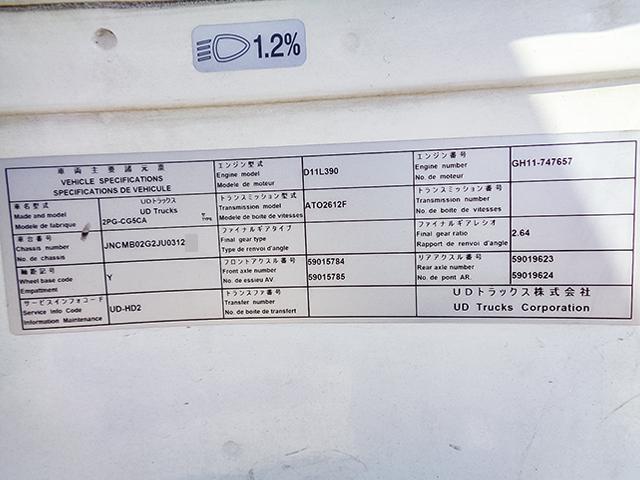 1.2%
車両主要諸元表
VEHICLE SPECIFICATIONS
SPECIFICATIONS DE VEHICULE
車名型式
Made and model
Modele de fabrique
UDトラックス
UD Trucks
2PG-CG5CA
TYPE
車台番号
Chassis number
No. de chassis
JNCMB02G2JU0312
軸距記号
Wheel base code
Empattment
Y
サービスインフォコード
Service Info Code
Information Maintenance
UD-HD2
エンジン型式
Engine model
Modele de moteur
D11L390
トランスミッション型式
Transmission model
Modele de boite de vitesses
ATO2612F
ファイナルギアタイプ
Final gear type
Type de renvoi d'angle
フロントアクスル番号
Front axle number
No. de essieu AV
59015784
59015785
トランスファ番号
Transfer number
No. de boite de transfert
エンジン番号
Engine number
No. de moteur
GH11-747657
トランスミッション番号
Transmission number
No. de boite de vitesses
ファイナルギアレシオ
Final gear ratio
Rapport de renvoi d'angle
2.64
リアアクスル番号
Rear axle number
No. de pont AR.
59019623
59019624
UDトラックス株式会社
UD Trucks Corporation